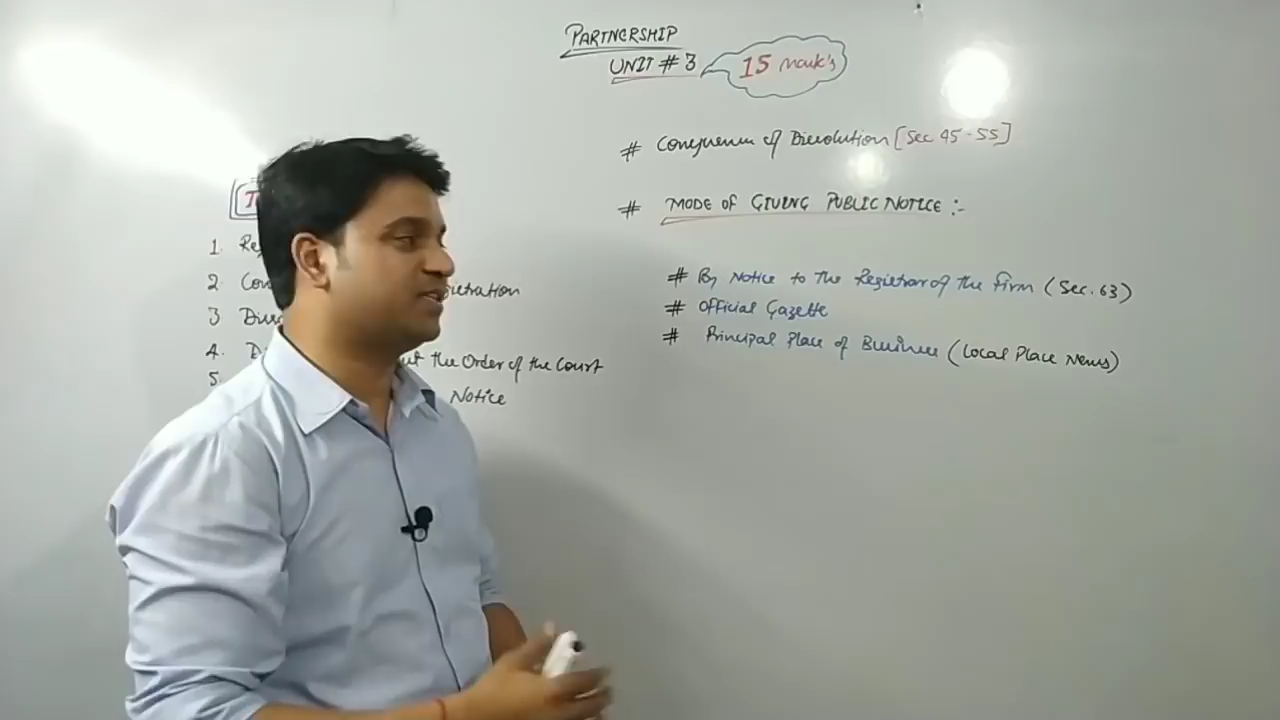 PARTNERSHIP
UNIT # 3
15 Mark's
# Consequences of Dissolution [Sec 45-55]
# MODE OF GIVING PUBLIC NOTICE :-
# By Notice to the Registrar of the firm (Sec. 63)
# Official Gazette
# Principal Place of Business (Local Place News)
1.
2
istration
3
4. the Order of the Court
5. Notice